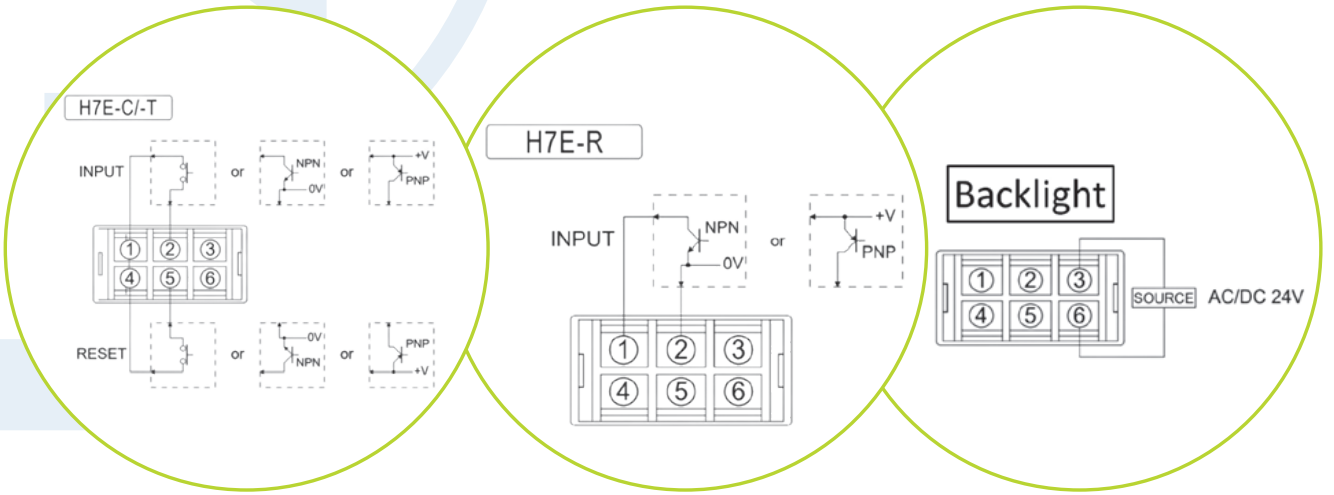 H7E-C/-T
INPUT
or
NPN
0V
or
+V
PNP
1 2 3
4 5 6
RESET
or
0V
NPN
or
PNP
+V
H7E-R
INPUT
NPN
0V
or
+V
PNP
1 2 3
4 5 6
Backlight
1 2 3
4 5 6
SOURCE AC/DC 24V